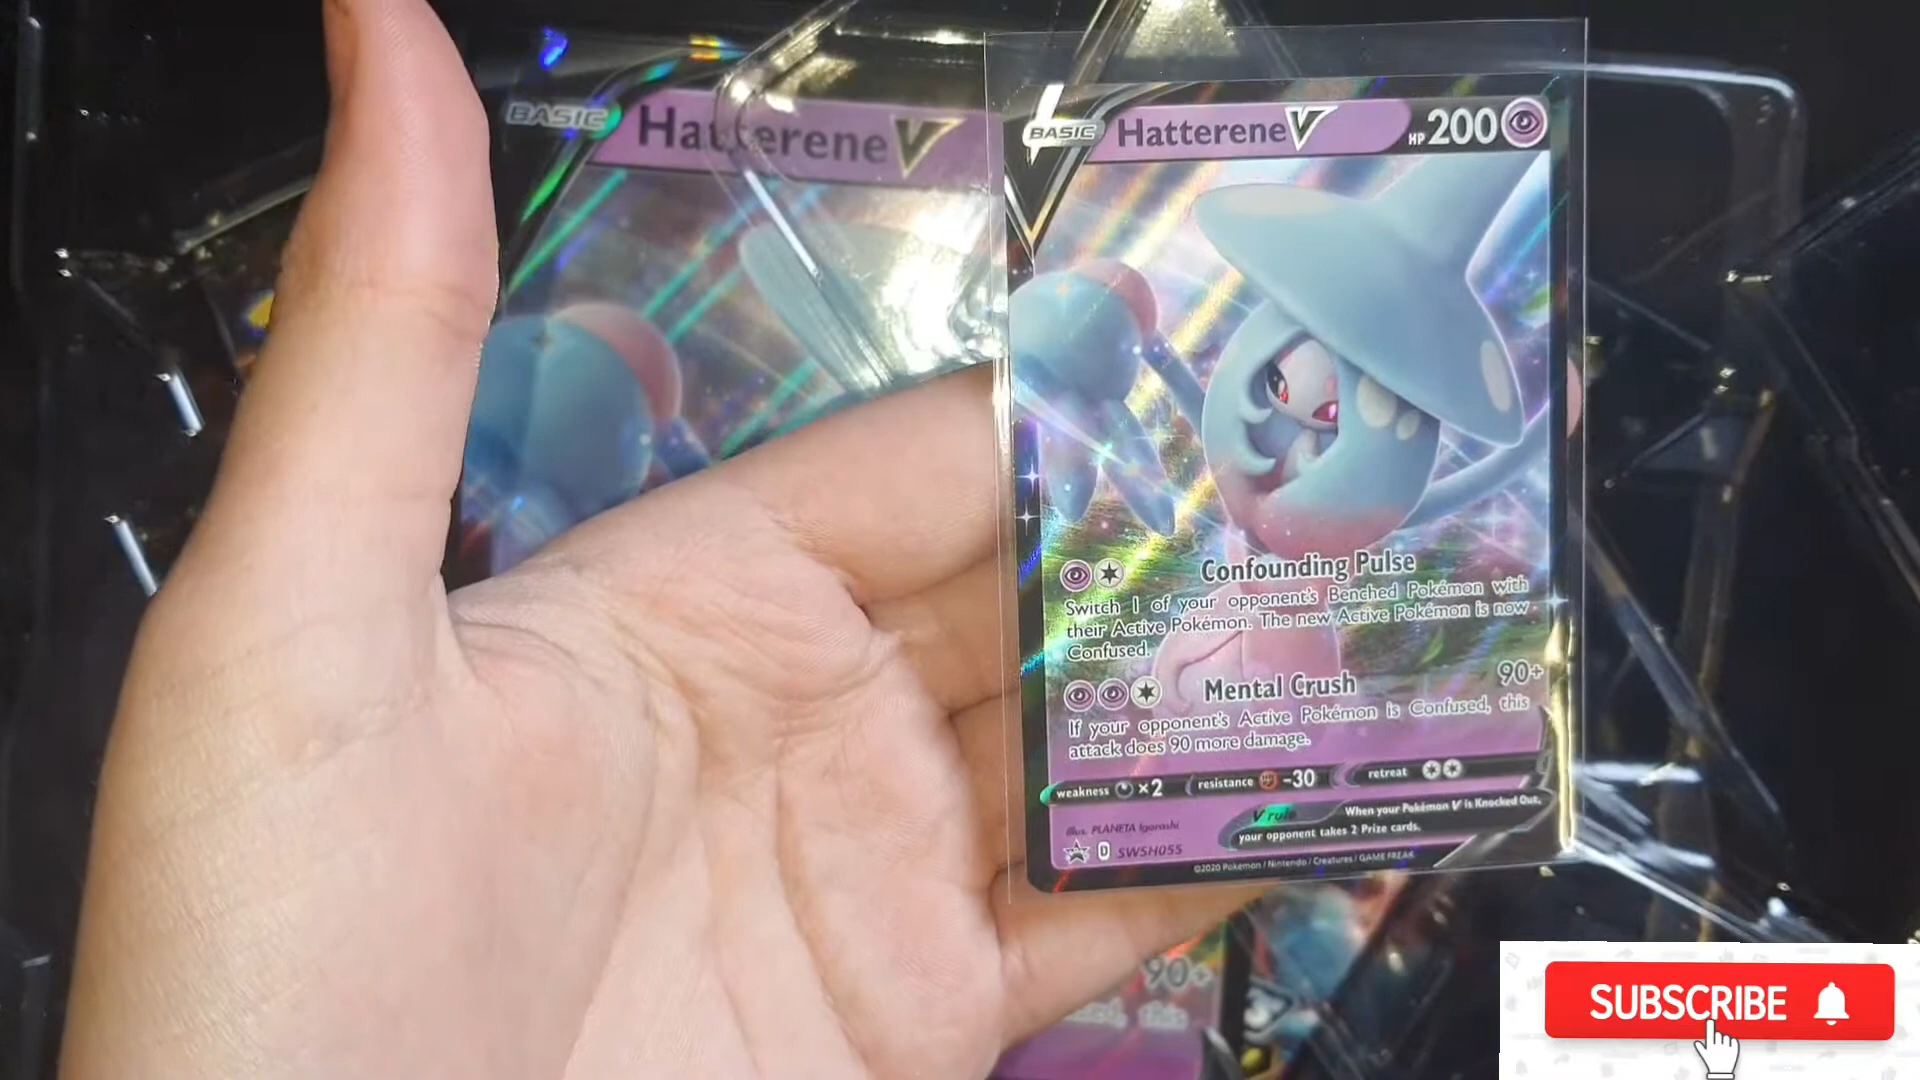 BASIC HattereneV
BASIC HattereneV HP 200
Confounding Pulse
Switch 1 of your opponent's Benched Pokémon with
their Active Pokémon. The new Active Pokémon is now
Confused.
Mental Crush 90+
If your opponent's Active Pokémon is Confused, this
attack does 90 more damage.
weakness ×2 resistance -30 retreat
V rule When your Pokémon V is Knocked Out,
your opponent takes 2 Prize cards.
Illus. PLANETA Igarashi
D SWSH055
©2020 Pokémon / Nintendo / Creatures / GAME FREAK
90+
this
SUBSCRIBE